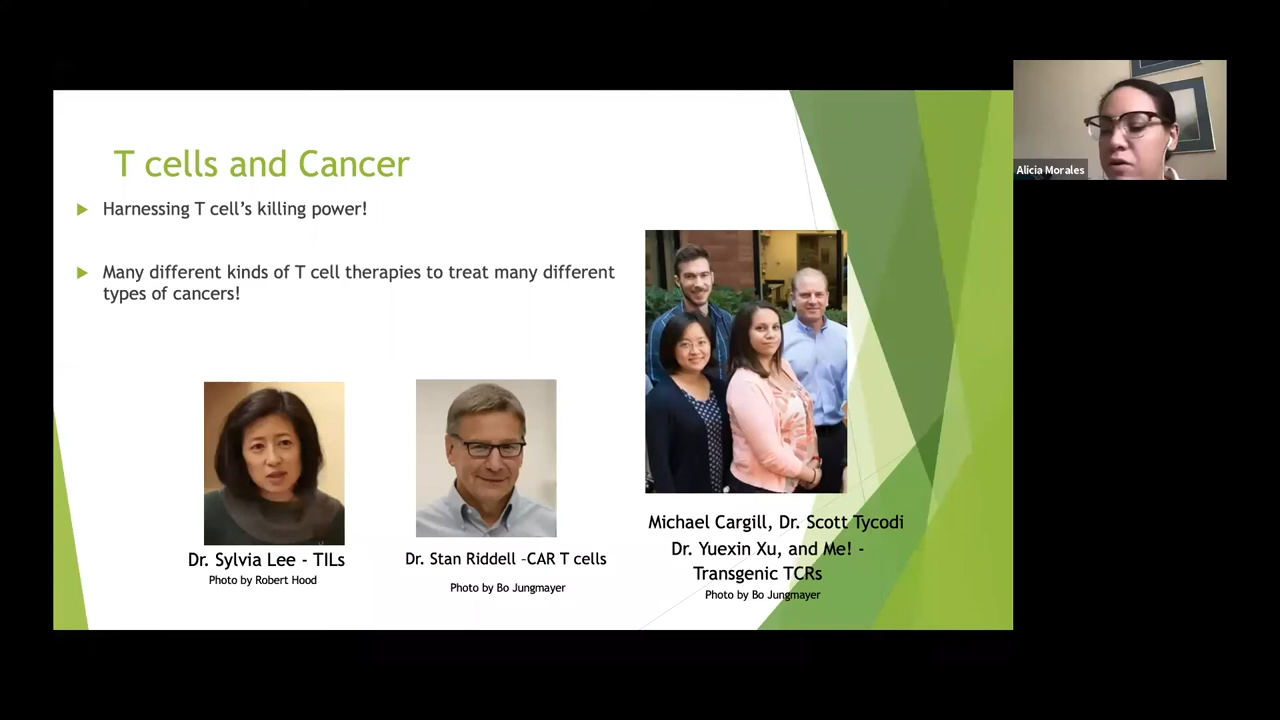 T cells and Cancer
Harnessing T cell's killing power!
Many different kinds of T cell therapies to treat many different
types of cancers!
Dr. Sylvia Lee - TILs
Photo by Robert Hood
Dr. Stan Riddell -CAR T cells
Photo by Bo Jungmayer
Michael Cargill, Dr. Scott Tycodi
Dr. Yuexin Xu, and Me! -
Transgenic TCRs
Photo by Bo Jungmayer
Alicia Morales